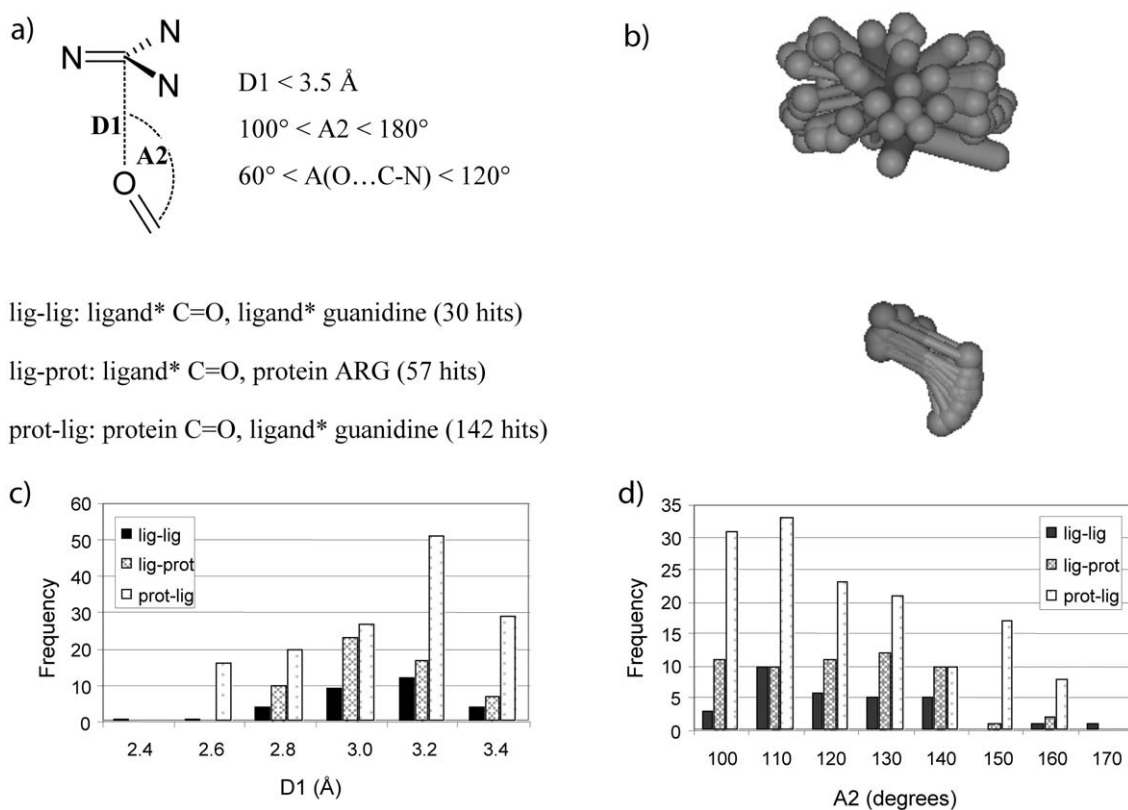 a)
N
N
N
D1
A2
O
D1 < 3.5 Å
100° < A2 < 180°
60° < A(O…C-N) < 120°
b)
lig-lig: ligand* C=O, ligand* guanidine (30 hits)
lig-prot: ligand* C=O, protein ARG (57 hits)
prot-lig: protein C=O, ligand* guanidine (142 hits)
c)
60
50
40
30
20
10
0
Frequency
lig-lig
lig-prot
prot-lig
2.4 2.6 2.8 3.0 3.2 3.4
D1 (Å)
d)
35
30
25
20
15
10
5
0
Frequency
lig-lig
lig-prot
prot-lig
100 110 120 130 140 150 160 170
A2 (degrees)